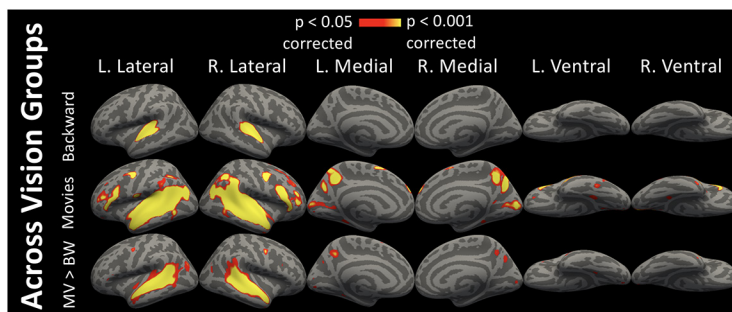 p < 0.05 p < 0.001
corrected corrected
L. Lateral R. Lateral L. Medial R. Medial L. Ventral R. Ventral
Across Vision Groups
Backward
Movies
MV > BW